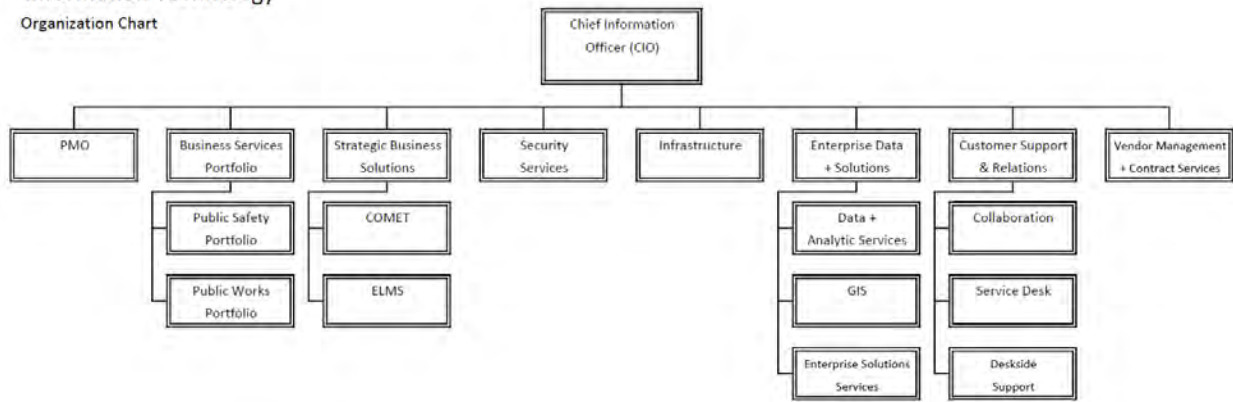 Technology
Organization Chart
Chief Information
Officer (CIO)
PMO
Business Services
Portfolio
Strategic Business
Solutions
Security
Services
Infrastructure
Enterprise Data
+ Solutions
Customer Support
& Relations
Vendor Management
+ Contract Services
Public Safety
Portfolio
COMET
Data +
Analytic Services
Collaboration
Public Works
Portfolio
ELMS
GIS
Service Desk
Enterprise Solutions
Services
Deskside
Support